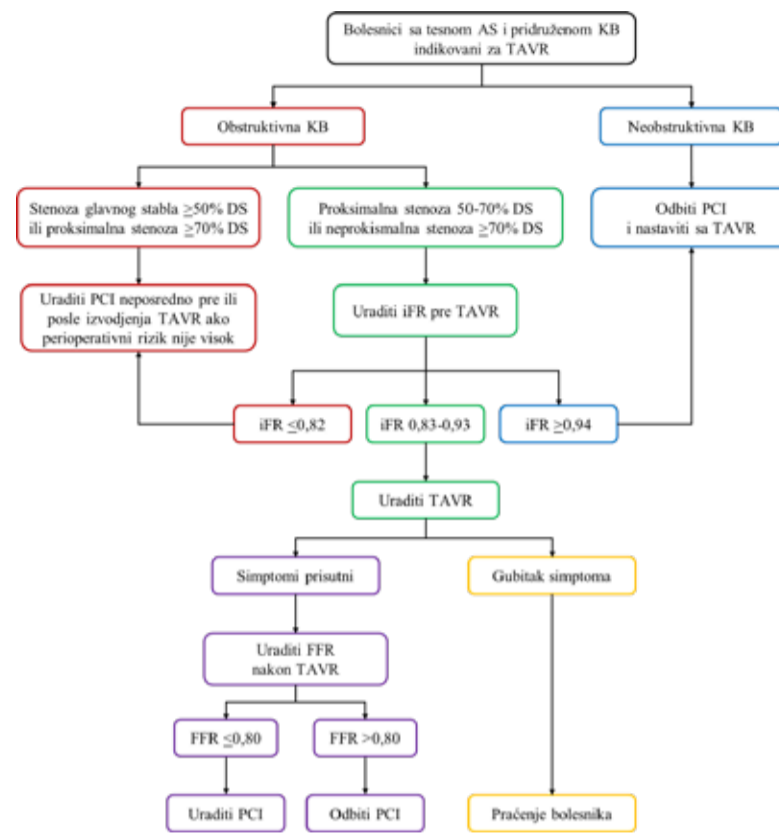 Bolesnici sa tesnom AS i pridruženom KB
indikovani za TAVR
Obstruktivna KB
Neobstruktivna KB
Stenoza glavnog stabla ≥50% DS
ili proksimalna stenoza ≥70% DS
Proksimalna stenoza 50-70% DS
ili neprokismalna stenoza ≥70% DS
Odbiti PCI
i nastaviti sa TAVR
Uraditi PCI neposredno pre ili
posle izvodjenja TAVR ako
perioperativni rizik nije visok
Uraditi iFR pre TAVR
iFR ≤0,82
iFR 0,83-0,93
iFR ≥0,94
Uraditi TAVR
Simptomi prisutni
Gubitak simptoma
Uraditi FFR
nakon TAVR
FFR ≤0,80
FFR >0,80
Uraditi PCI
Odbiti PCI
Praćenje bolesnika